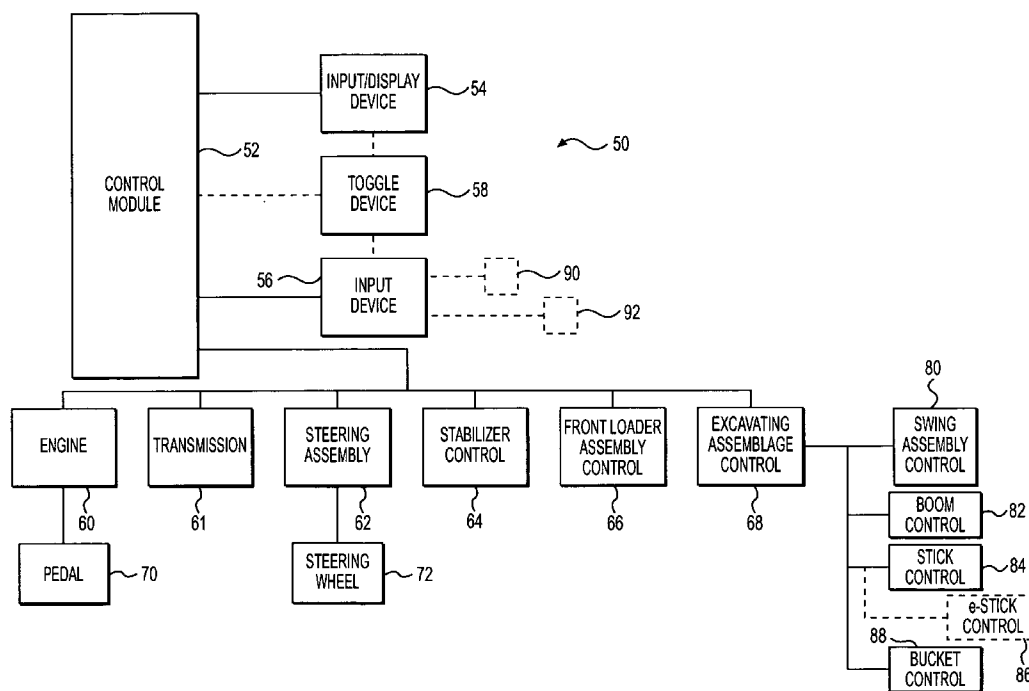 INPUT/DISPLAY
DEVICE
54
50
52
CONTROL
MODULE
TOGGLE
DEVICE
58
56
INPUT
DEVICE
90
92
80
ENGINE
TRANSMISSION
STEERING
ASSEMBLY
STABILIZER
CONTROL
FRONT LOADER
ASSEMBLY
CONTROL
EXCAVATING
ASSEMBLAGE
CONTROL
SWING
ASSEMBLY
CONTROL
60
61
62
64
66
68
BOOM
CONTROL
82
PEDAL
70
STEERING
WHEEL
72
STICK
CONTROL
84
e-STICK
CONTROL
86
88
BUCKET
CONTROL